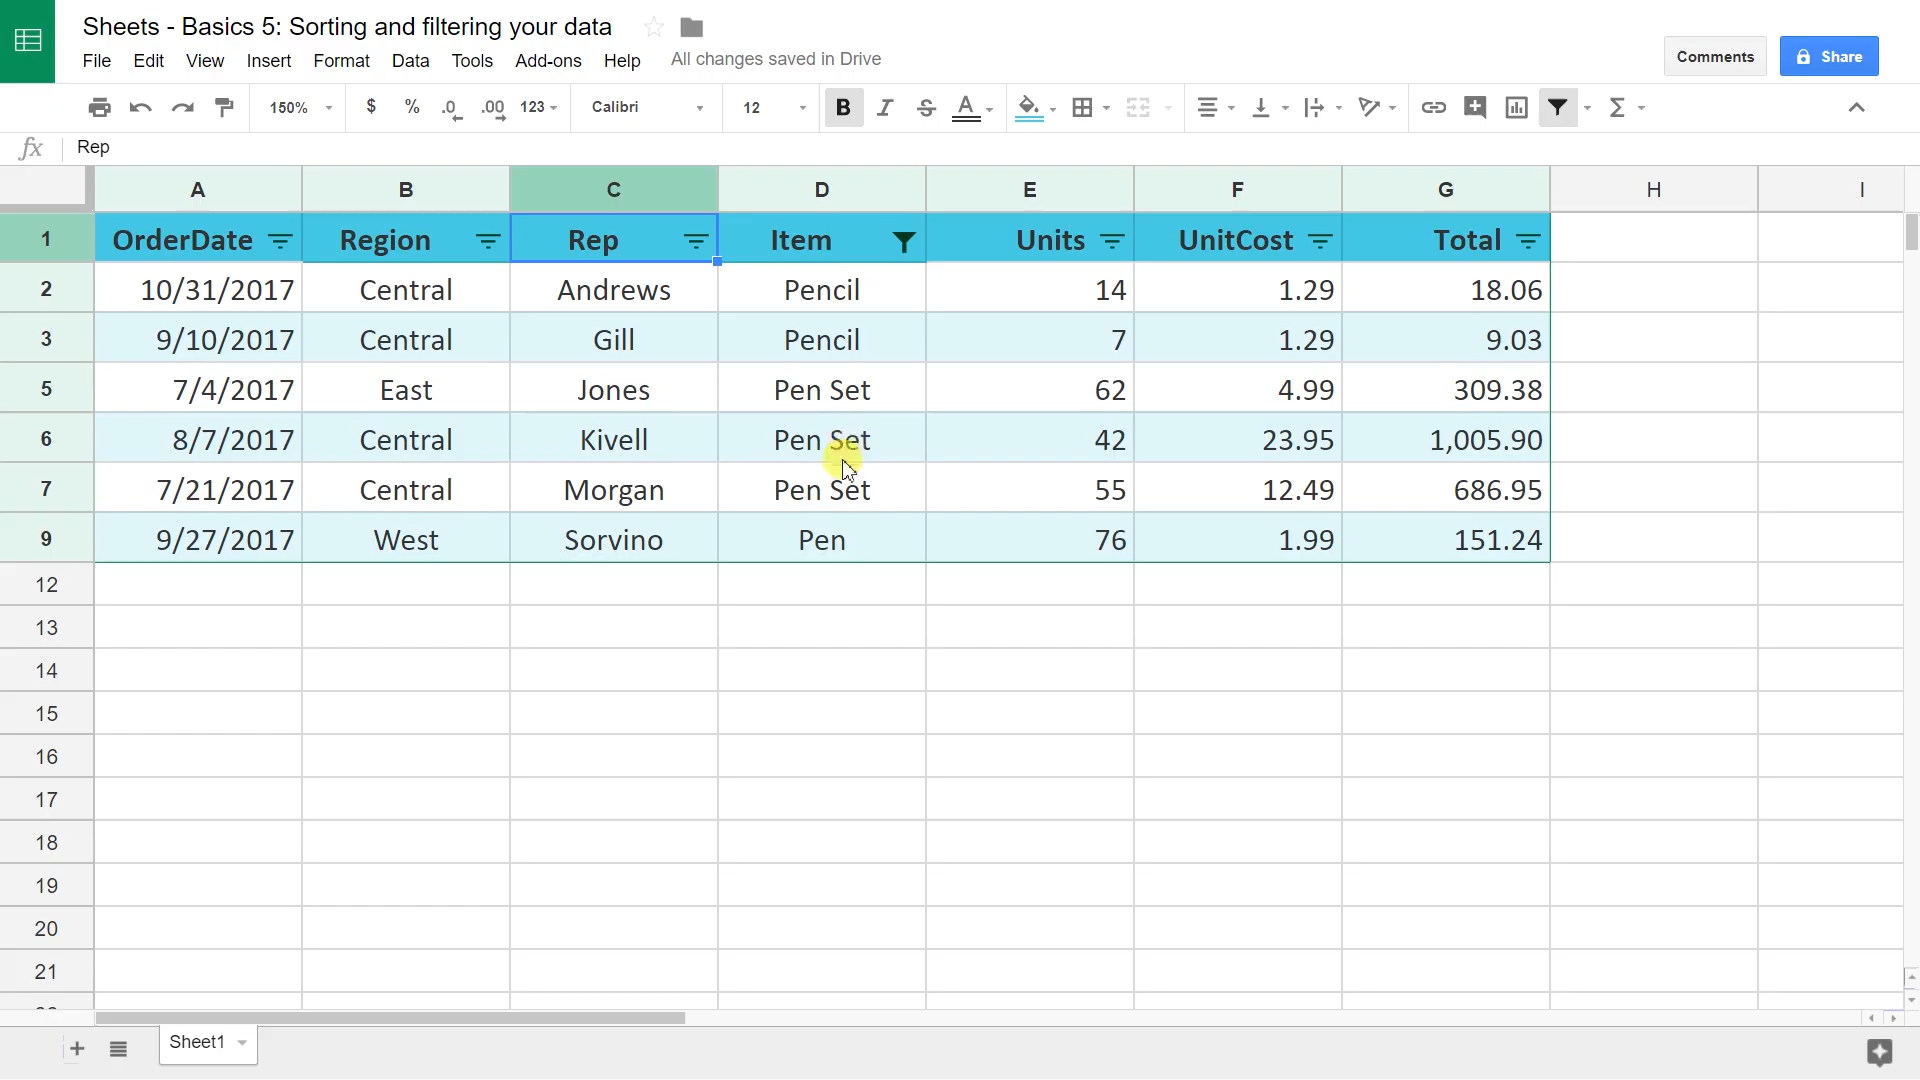 Sheets - Basics 5: Sorting and filtering your data
File Edit View Insert Format Data Tools Add-ons Help All changes saved in Drive
Comments Share
150% $ % .0 .00 123 Calibri 12 B I S A Σ
fx Rep
A B C D E F G H I
1 OrderDate Region Rep Item Units UnitCost Total
2 10/31/2017 Central Andrews Pencil 14 1.29 18.06
3 9/10/2017 Central Gill Pencil 7 1.29 9.03
5 7/4/2017 East Jones Pen Set 62 4.99 309.38
6 8/7/2017 Central Kivell Pen Set 42 23.95 1,005.90
7 7/21/2017 Central Morgan Pen Set 55 12.49 686.95
9 9/27/2017 West Sorvino Pen 76 1.99 151.24
12
13
14
15
16
17
18
19
20
21
Sheet1